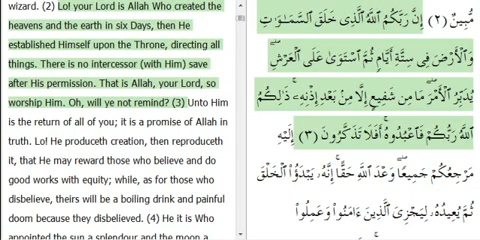 wizard. (2) Lo! your Lord is Allah Who created the
heavens and the earth in six Days, then He
established Himself upon the Throne, directing all
things. There is no intercessor (with Him) save
after His permission. That is Allah, your Lord, so
worship Him. Oh, will ye not remind? (3) Unto Him
is the return of all of you; it is a promise of Allah in
truth. Lo! He produceth creation, then reproduceth
it, that He may reward those who believe and do
good works with equity; while, as for those who
disbelieve, theirs will be a boiling drink and painful
doom because they disbelieved. (4) He it is Who
appointed the sun a splendour and the moon a
مُّبِينٌ (٢) إِنَّ رَبَّكُمُ ٱللَّهُ ٱلَّذِى خَلَقَ ٱلسَّمَـٰوَٰتِ
وَٱلْأَرْضَ فِى سِتَّةِ أَيَّامٍ ثُمَّ ٱسْتَوَىٰ عَلَى ٱلْعَرْشِ ۖ
يُدَبِّرُ ٱلْأَمْرَ ۖ مَا مِن شَفِيعٍ إِلَّا مِنۢ بَعْدِ إِذْنِهِۦ ۚ ذَٰلِكُمُ
ٱللَّهُ رَبُّكُمْ فَٱعْبُدُوهُ ۚ أَفَلَا تَذَكَّرُونَ (٣) إِلَيْهِ
مَرْجِعُكُمْ جَمِيعًا ۖ وَعْدَ ٱللَّهِ حَقًّا ۚ إِنَّهُۥ يَبْدَؤُا۟ ٱلْخَلْقَ
ثُمَّ يُعِيدُهُۥ لِيَجْزِىَ ٱلَّذِينَ ءَامَنُوا۟ وَعَمِلُوا۟